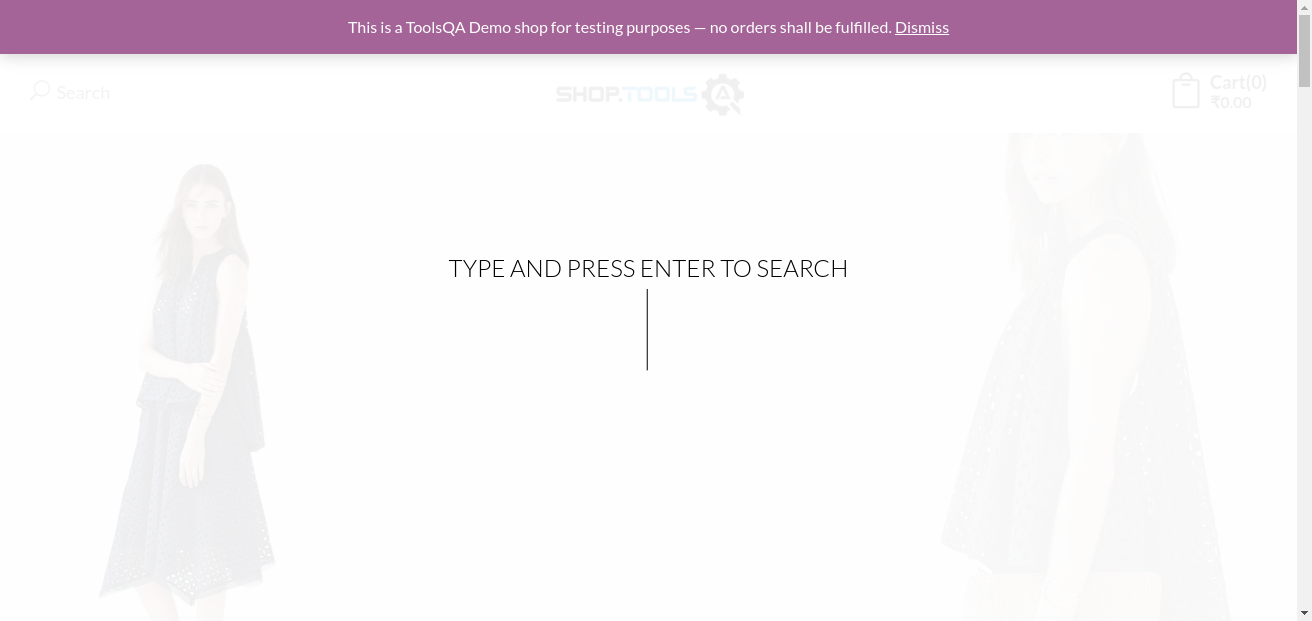 This is a ToolsQA Demo shop for testing purposes — no orders shall be fulfilled. Dismiss
Search
SHOP.TOOLS
Cart(0)
₹0.00
TYPE AND PRESS ENTER TO SEARCH